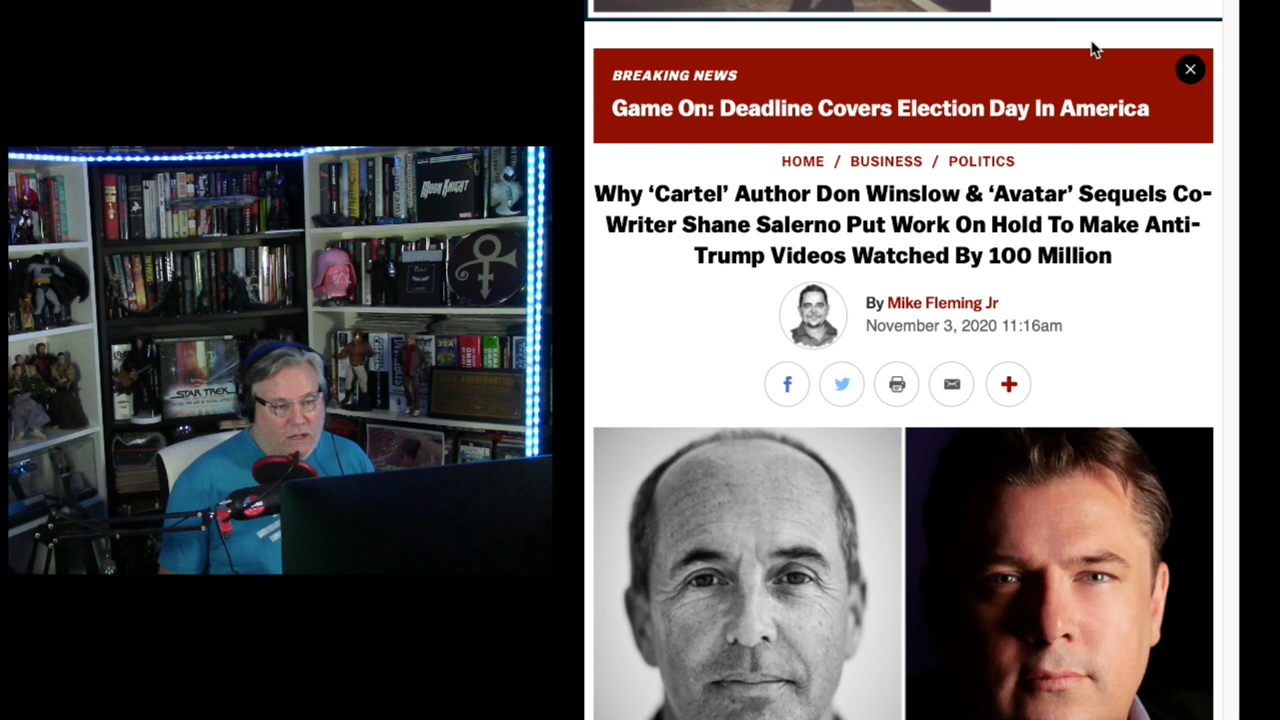 BREAKING NEWS
Game On: Deadline Covers Election Day In America
HOME / BUSINESS / POLITICS
Why ‘Cartel’ Author Don Winslow & ‘Avatar’ Sequels Co-
Writer Shane Salerno Put Work On Hold To Make Anti-
Trump Videos Watched By 100 Million
By Mike Fleming Jr
November 3, 2020 11:16am
MOON KNIGHT
STAR TREK